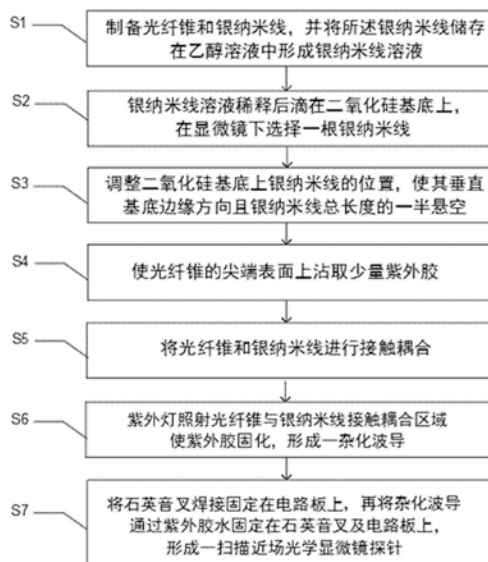 S1
制备光纤锥和银纳米线，并将所述银纳米线储存
在乙醇溶液中形成银纳米线溶液
S2
银纳米线溶液稀释后滴在二氧化硅基底上，
在显微镜下选择一根银纳米线
S3
调整二氧化硅基底上银纳米线的位置，使其垂直
基底边缘方向且银纳米线总长度的一半悬空
S4
使光纤锥的尖端表面上沾取少量紫外胶
S5
将光纤锥和银纳米线进行接触耦合
S6
紫外灯照射光纤锥与银纳米线接触耦合区域
使紫外胶固化，形成一杂化波导
S7
将石英音叉焊接固定在电路板上，再将杂化波导
通过紫外胶水固定在石英音叉及电路板上，
形成一扫描近场光学显微镜探针